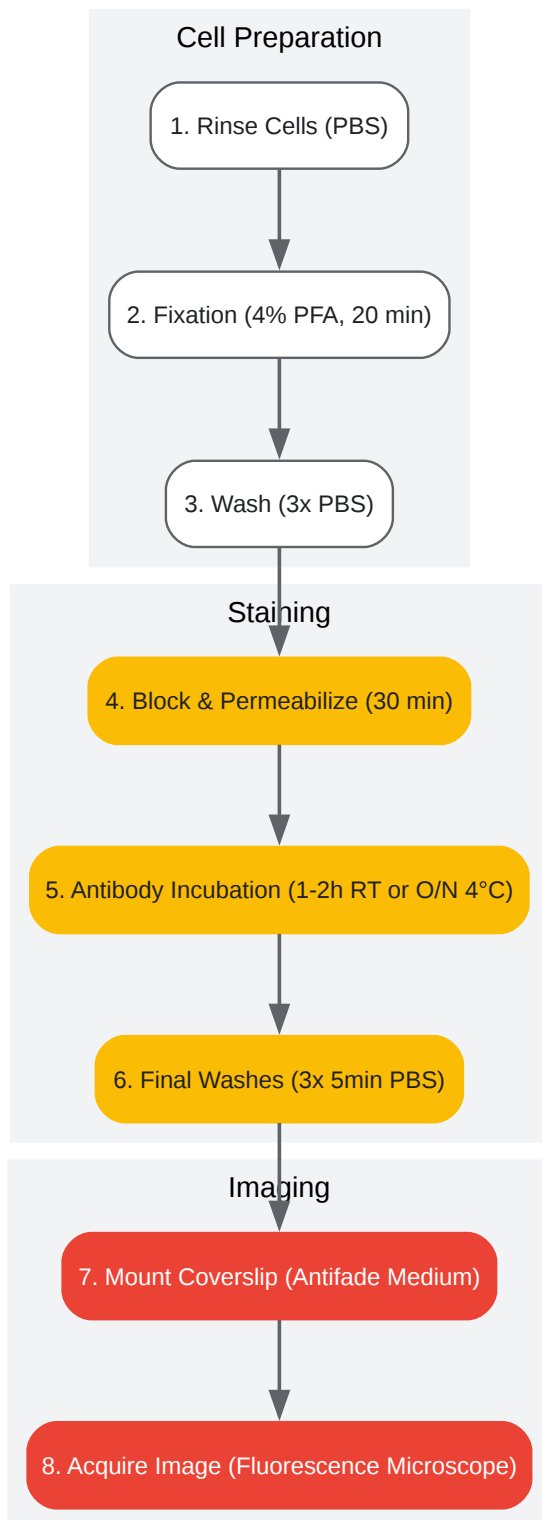 Cell Preparation
1. Rinse Cells (PBS)
2. Fixation (4% PFA, 20 min)
3. Wash (3x PBS)
Staining
4. Block & Permeabilize (30 min)
5. Antibody Incubation (1-2h RT or O/N 4°C)
6. Final Washes (3x 5min PBS)
Imaging
7. Mount Coverslip (Antifade Medium)
8. Acquire Image (Fluorescence Microscope)